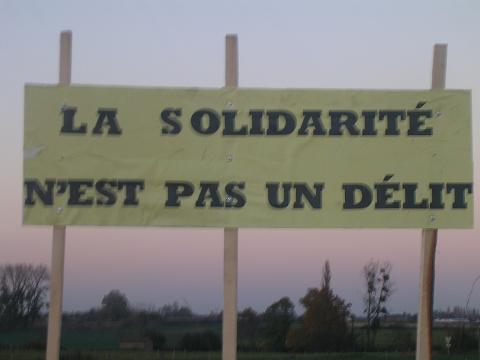 LA SOLIDARITÉ
N'EST PAS UN DÉLIT